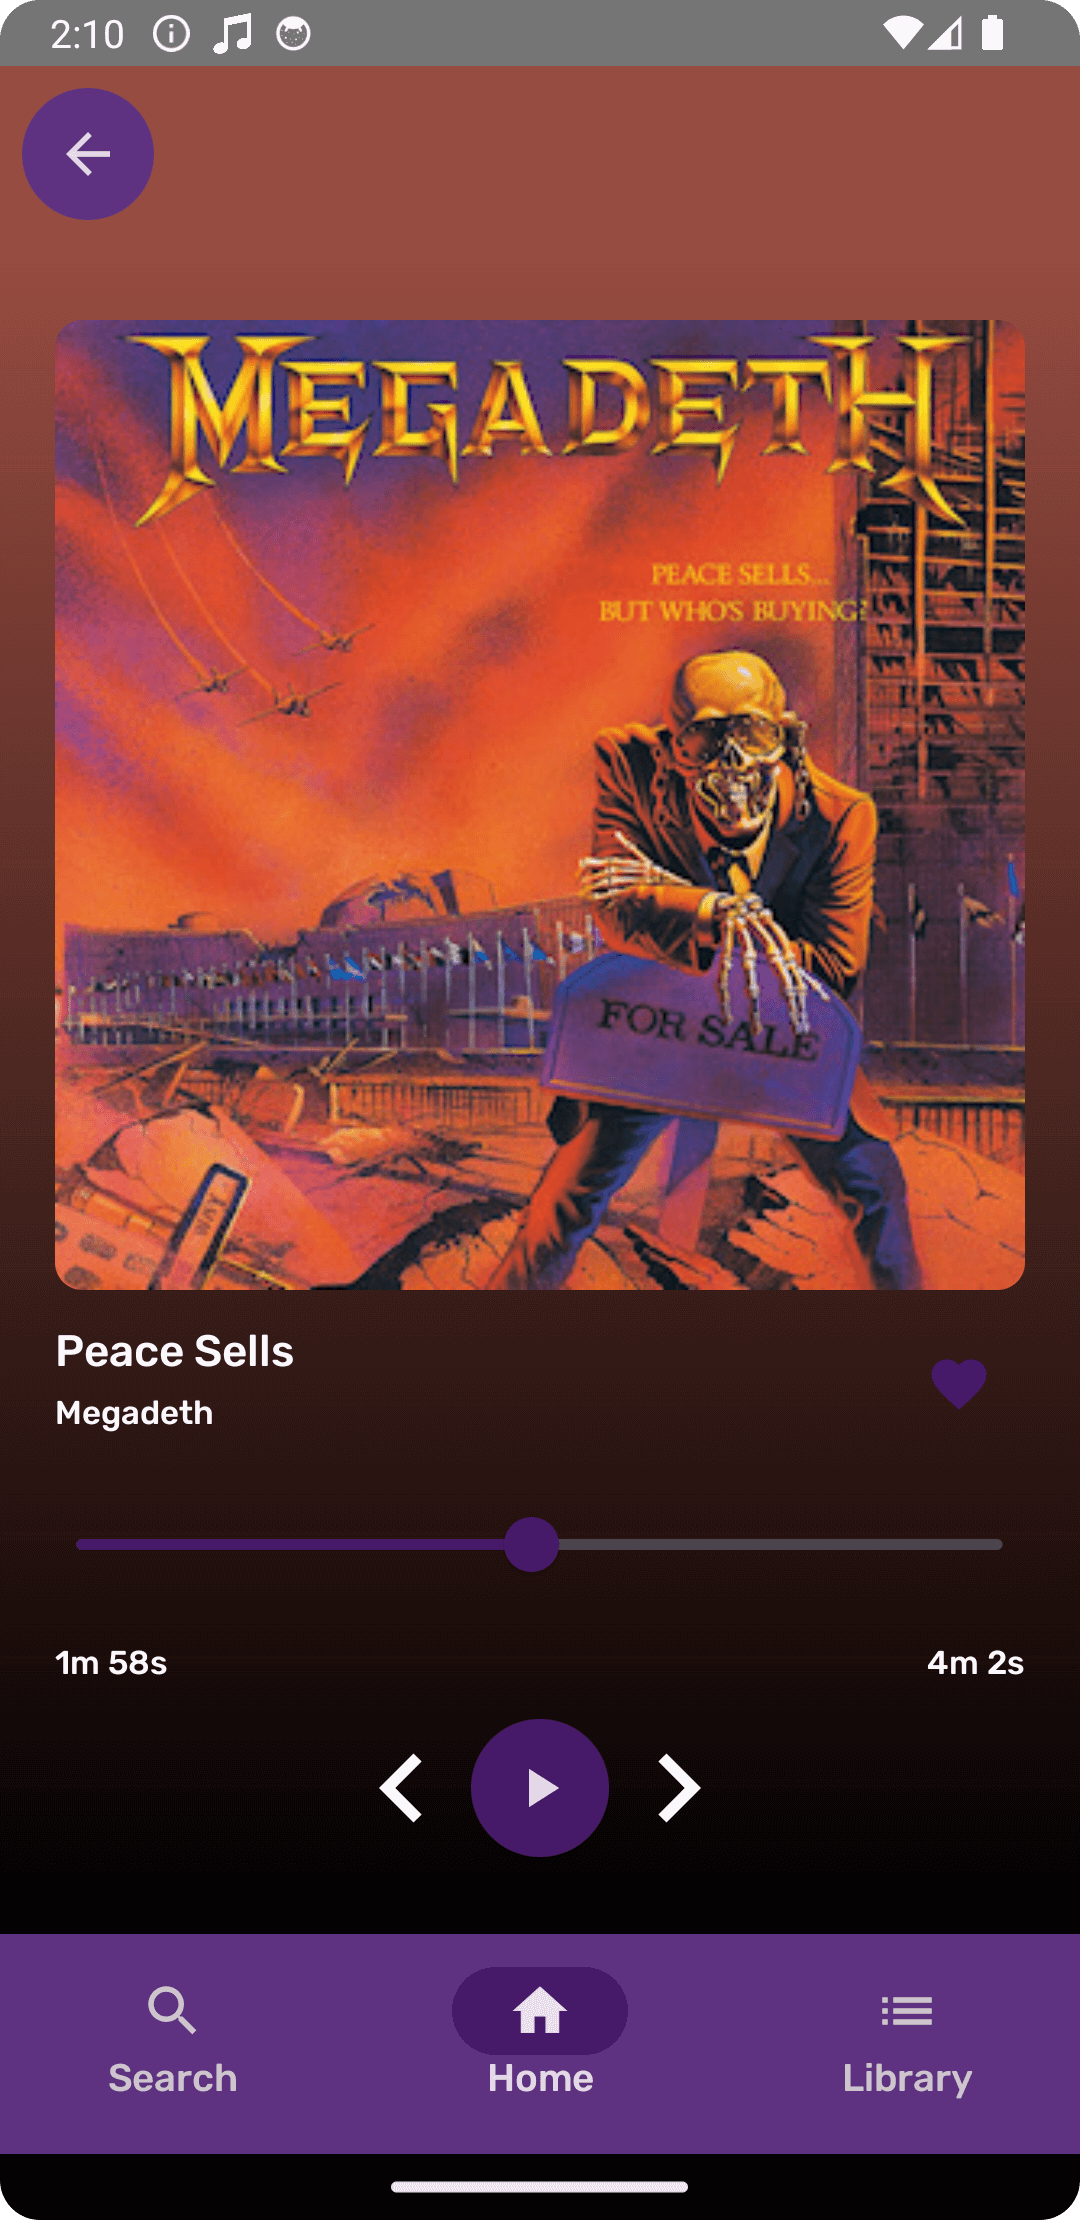 2:10
MEGADETH
PEACE SELLS...
BUT WHO'S BUYING?
FOR SALE
WAY
Peace Sells
Megadeth
1m 58s
4m 2s
Search
Home
Library